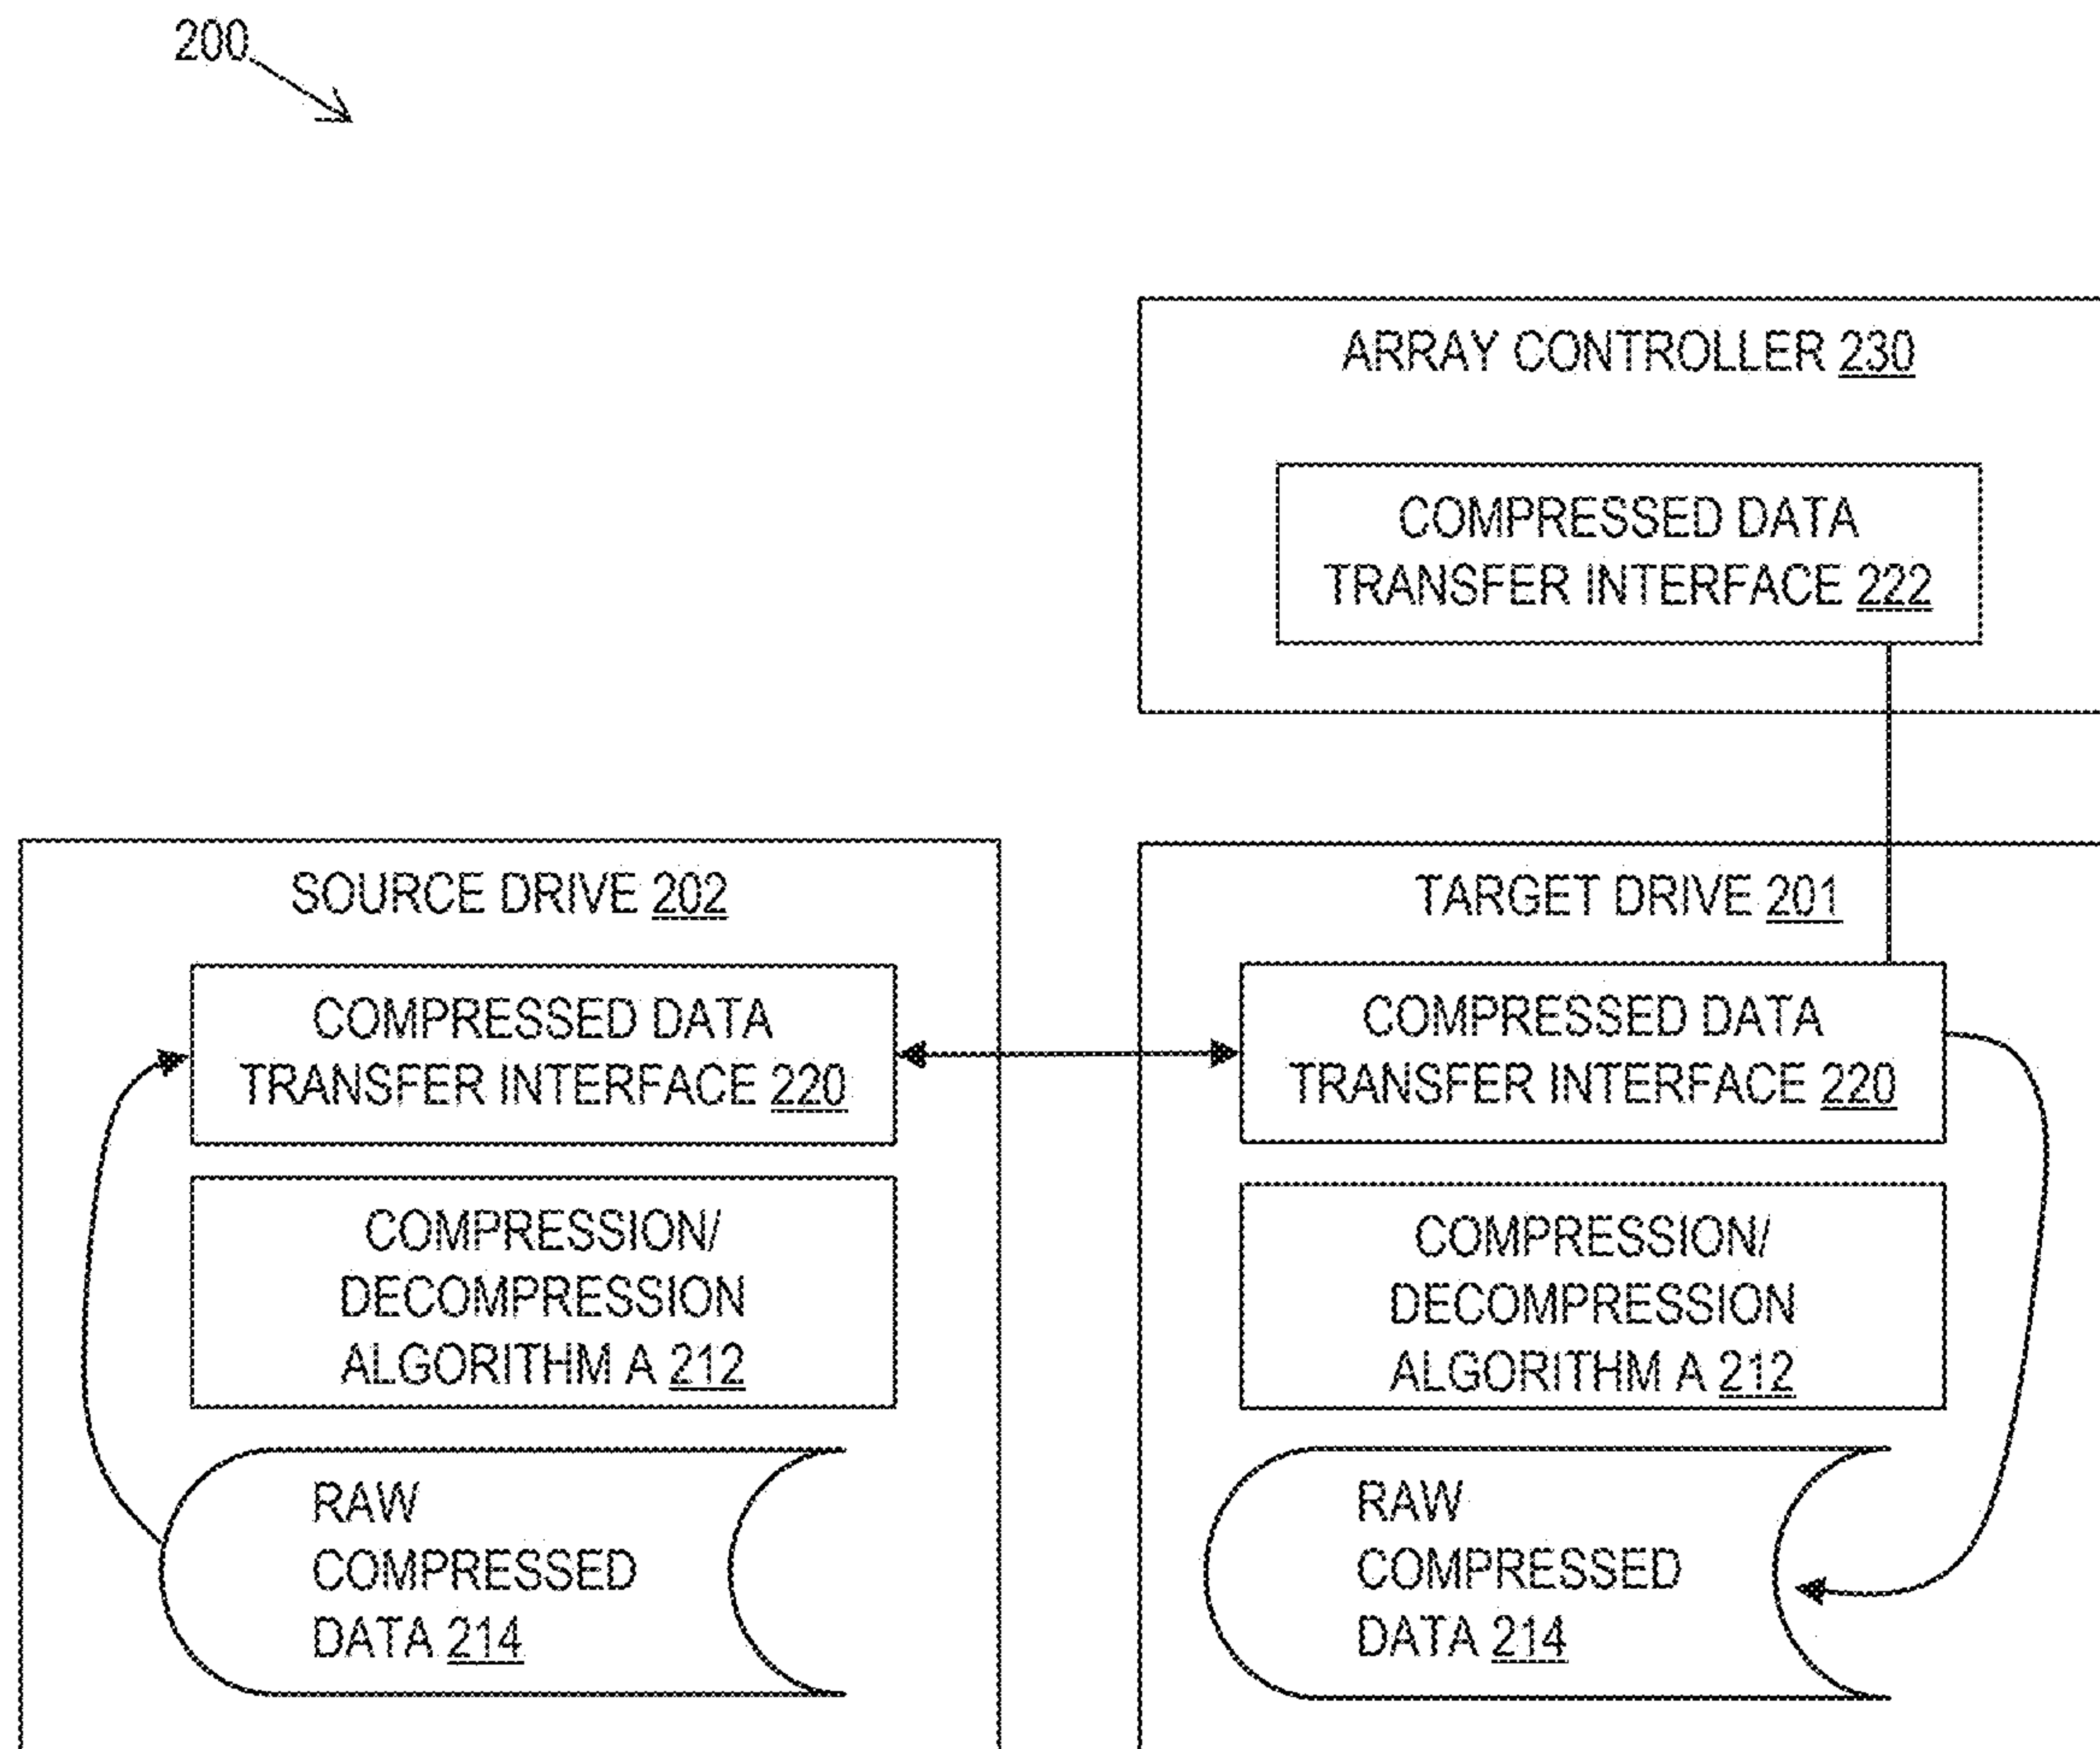 200
ARRAY CONTROLLER 230
COMPRESSED DATA
TRANSFER INTERFACE 222
SOURCE DRIVE 202
COMPRESSED DATA
TRANSFER INTERFACE 220
COMPRESSION/
DECOMPRESSION
ALGORITHM A 212
RAW
COMPRESSED
DATA 214
TARGET DRIVE 201
COMPRESSED DATA
TRANSFER INTERFACE 220
COMPRESSION/
DECOMPRESSION
ALGORITHM A 212
RAW
COMPRESSED
DATA 214